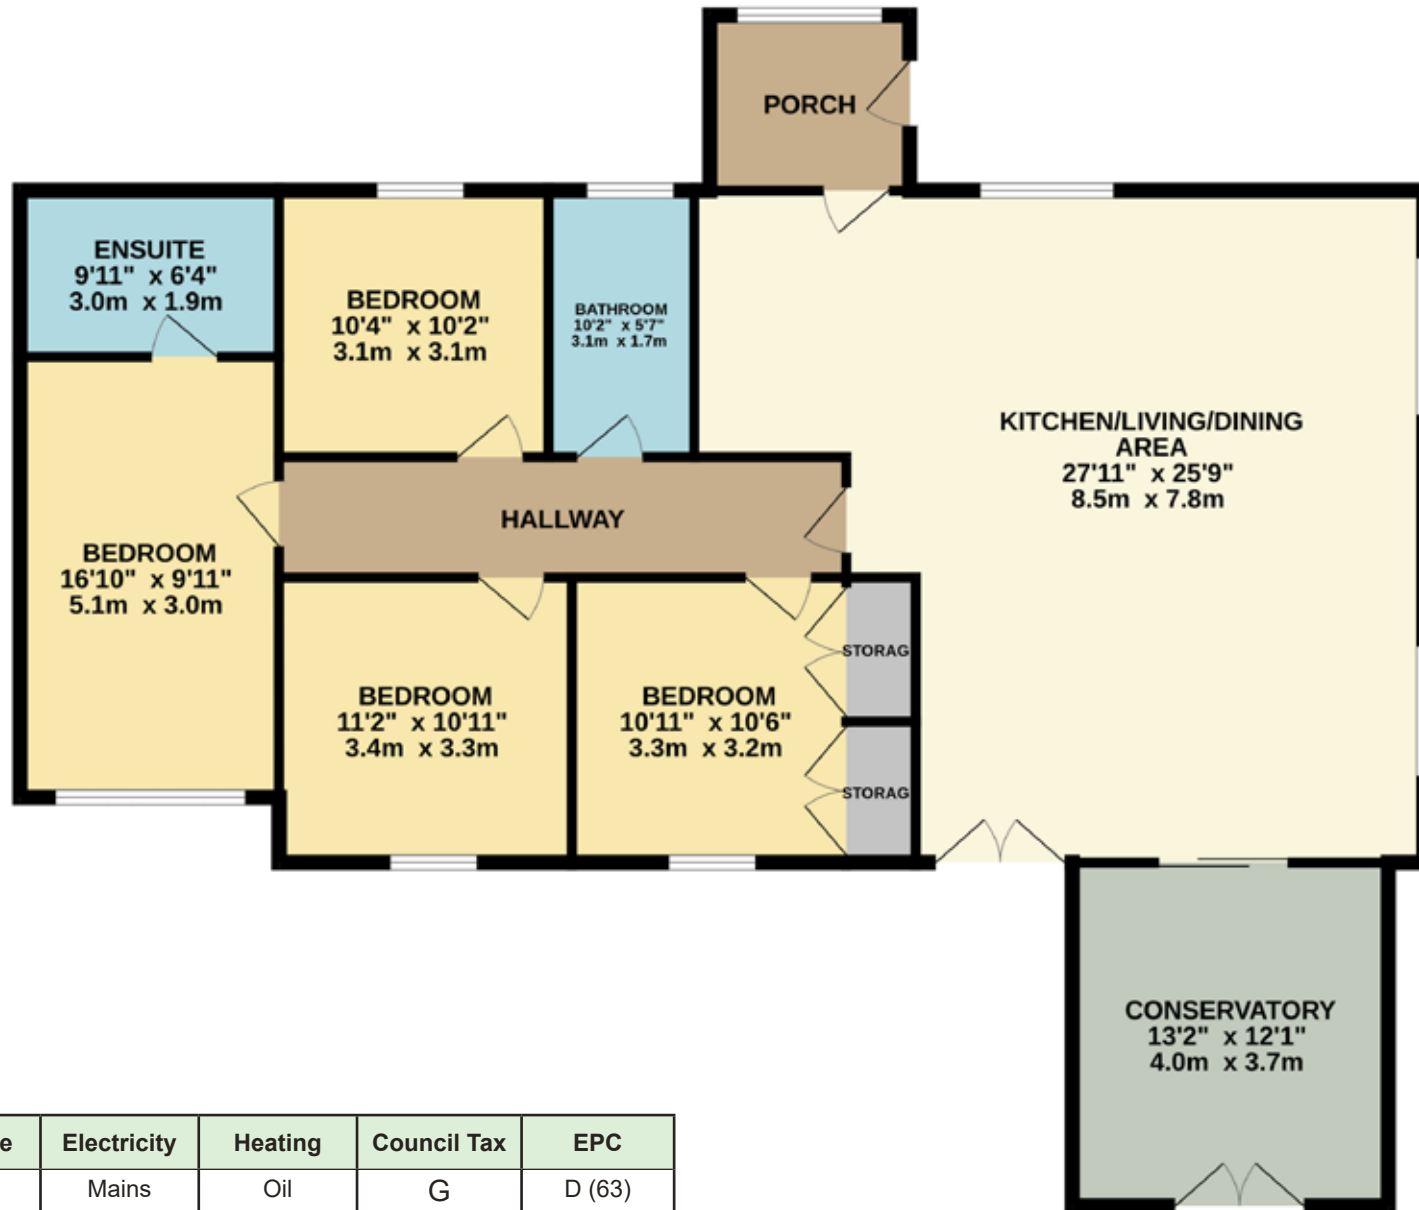 PORCH
ENSUITE
9'11" x 6'4"
3.0m x 1.9m
BEDROOM
10'4" x 10'2"
3.1m x 3.1m
BATHROOM
10'2" x 5'7"
3.1m x 1.7m
KITCHEN/LIVING/DINING
AREA
27'11" x 25'9"
8.5m x 7.8m
HALLWAY
BEDROOM
16'10" x 9'11"
5.1m x 3.0m
BEDROOM
11'2" x 10'11"
3.4m x 3.3m
BEDROOM
10'11" x 10'6"
3.3m x 3.2m
STORAG
STORAG
CONSERVATORY
13'2" x 12'1"
4.0m x 3.7m
e Electricity Heating Council Tax EPC
Mains Oil G D (63)